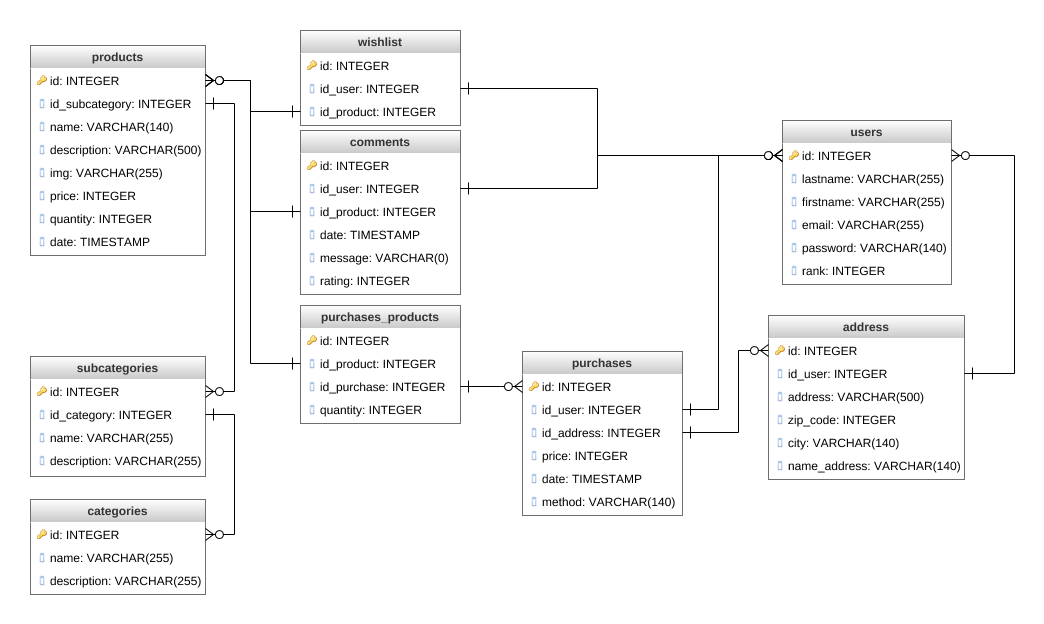 products
id: INTEGER
id_subcategory: INTEGER
name: VARCHAR(140)
description: VARCHAR(500)
img: VARCHAR(255)
price: INTEGER
quantity: INTEGER
date: TIMESTAMP
subcategories
id: INTEGER
id_category: INTEGER
name: VARCHAR(255)
description: VARCHAR(255)
categories
id: INTEGER
name: VARCHAR(255)
description: VARCHAR(255)
wishlist
id: INTEGER
id_user: INTEGER
id_product: INTEGER
comments
id: INTEGER
id_user: INTEGER
id_product: INTEGER
date: TIMESTAMP
message: VARCHAR(0)
rating: INTEGER
purchases_products
id: INTEGER
id_product: INTEGER
id_purchase: INTEGER
quantity: INTEGER
purchases
id: INTEGER
id_user: INTEGER
id_address: INTEGER
price: INTEGER
date: TIMESTAMP
method: VARCHAR(140)
users
id: INTEGER
lastname: VARCHAR(255)
firstname: VARCHAR(255)
email: VARCHAR(255)
password: VARCHAR(140)
rank: INTEGER
address
id: INTEGER
id_user: INTEGER
address: VARCHAR(500)
zip_code: INTEGER
city: VARCHAR(140)
name_address: VARCHAR(140)